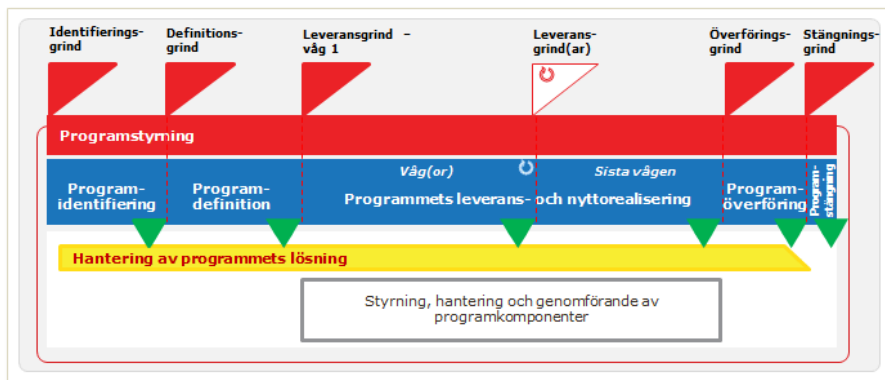 Identifierings-
grind
Definitions-
grind
Leveransgrind –
våg 1
Leverans-
grind(ar)
Överförings-
grind
Stängnings-
grind
Programstyrning
Program-
identifiering
Program-
definition
Våg(or)
Sista vågen
Programmets leverans- och nyttorealisering
Program-
överföring
Program-
stängning
Hantering av programmets lösning
Styrning, hantering och genomförande av
programkomponenter